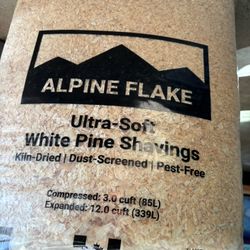 ALPINE FLAKE
Ultra-Soft
White Pine Shavings
Kiln-Dried | Dust-Screened | Pest-Free
Compressed: 3.0 cuft (85L)
Expanded: 12.0 cuft (339L)